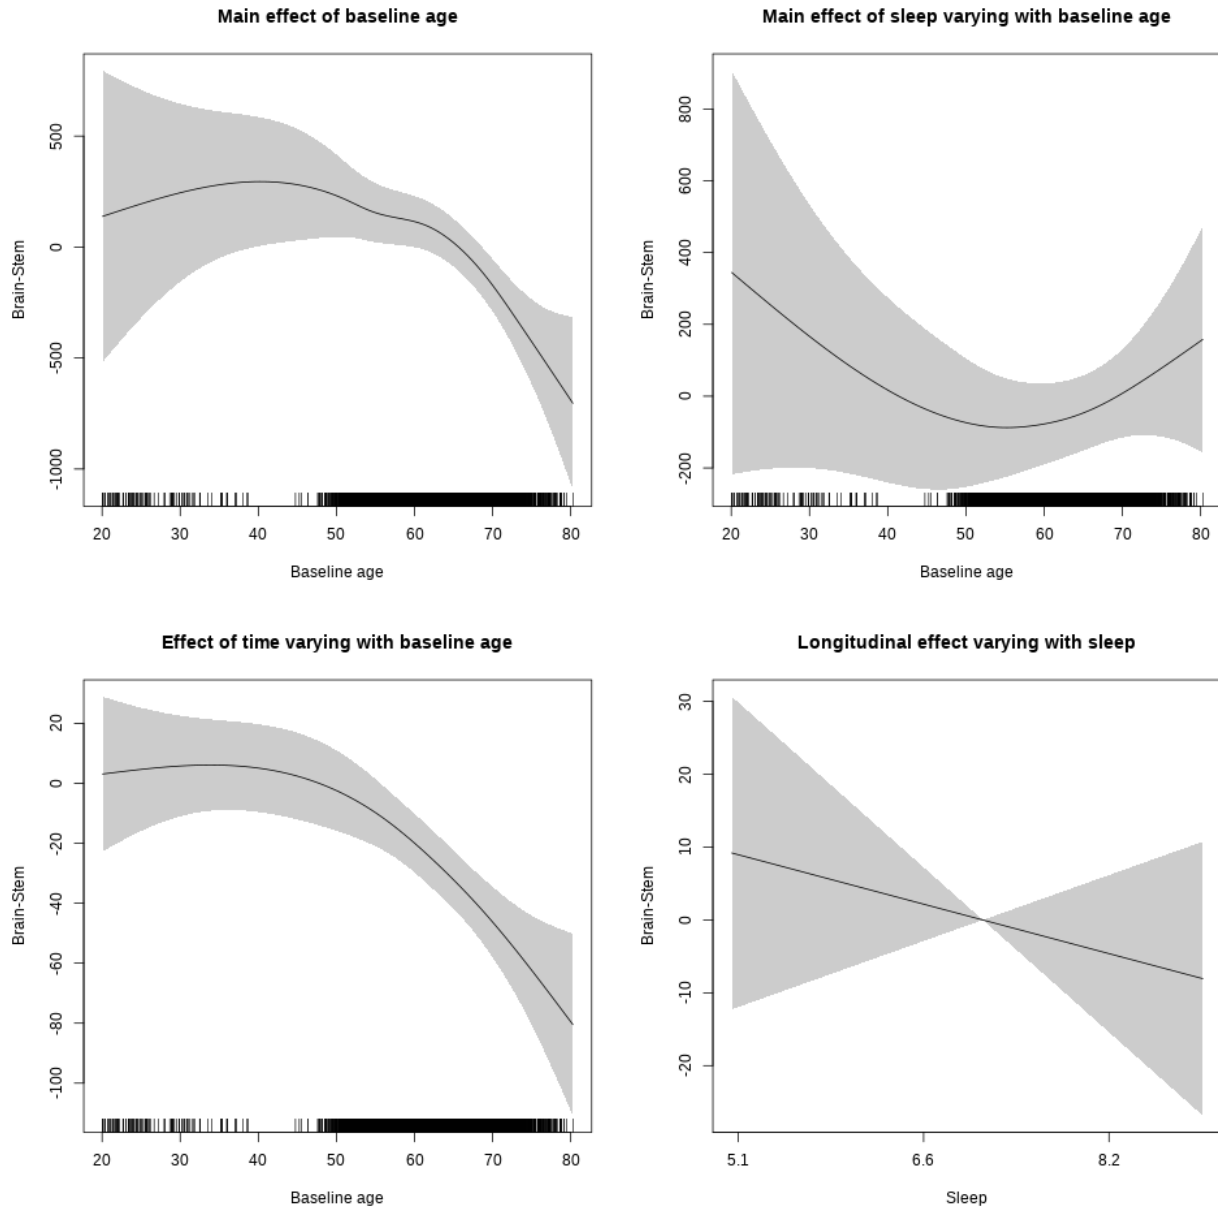 Main effect of baseline age
Brain-Stem
500
0
-500
-1000
20 30 40 50 60 70 80
Baseline age
Main effect of sleep varying with baseline age
Brain-Stem
800
600
400
200
0
-200
20 30 40 50 60 70 80
Baseline age
Effect of time varying with baseline age
Brain-Stem
20
0
-20
-40
-60
-80
-100
20 30 40 50 60 70 80
Baseline age
Longitudinal effect varying with sleep
Brain-Stem
30
20
10
0
-10
-20
5.1 6.6 8.2
Sleep